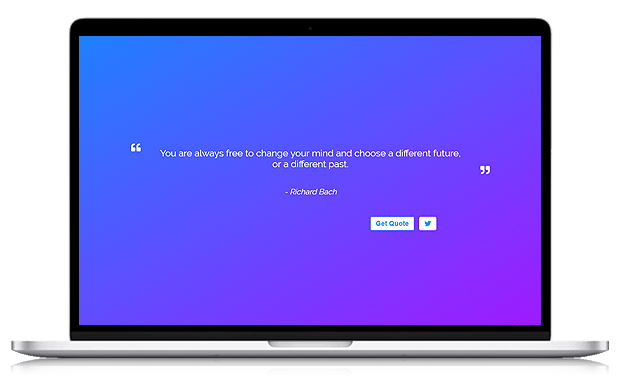 ❝
You are always free to change your mind and choose a different future,
or a different past.
❞
- Richard Bach
Get Quote